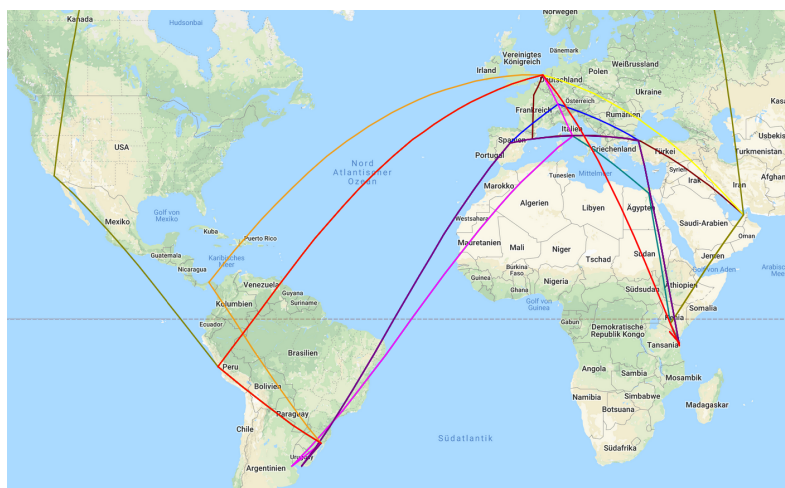 Norwegen
Kanada
Hudsonbai
Vereinigtes
Königreich
Dänemark
Irland
Polen
Weißrussland
Deutschland
Ukraine
Österreich
Frankreich
Rumänien
USA
Italien
Spanien
Portugal
Griechenland
Türkei
Usbekis
Turkmenistan
Syrien
Nord
Atlantischer
Ozean
Mittelmeer
Tunesien
Marokko
Irak
Iran
Afghan
Golf von
Mexiko
Algerien
Libyen
Ägypten
Mexiko
Kuba
Puerto Rico
Westsahara
Saudi-Arabien
Oman
Guatemala
Karibisches
Meer
Mauretanien
Mali
Niger
Tschad
Sudan
Jemen
Nicaragua
Burkina
Faso
Golf von Aden
Arabisc
Mee
Venezuela
Guyana
Suriname
Guinea
Ghana
Nigeria
Südsudan
Äthiopien
Somalia
Kolumbien
Golf von
Guinea
Ecuador
Gabun
Kenia
Demokratische
Republik Kongo
Tansania
Peru
Brasilien
Angola
Sambia
Mosambik
Bolivien
Namibia
Simbabwe
Botsuana
Madagaskar
Paraguay
Chile
Südatlantik
Südafrika
Uruguay
Argentinien